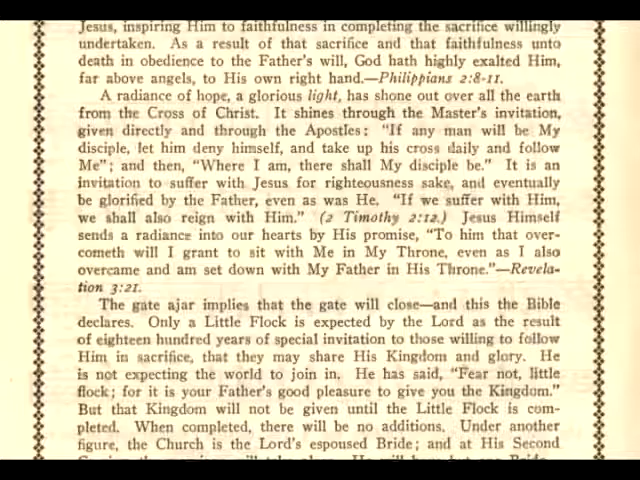 Jesus, inspiring Him to faithfulness in completing the sacrifice willingly
undertaken. As a result of that sacrifice and that faithfulness unto
death in obedience to the Father's will, God hath highly exalted Him,
far above angels, to His own right hand.—Philippians 2:8-11.
A radiance of hope, a glorious light, has shone out over all the earth
from the Cross of Christ. It shines through the Master's invitation,
given directly and through the Apostles: "If any man will be My
disciple, let him deny himself, and take up his cross daily and follow
Me"; and then, "Where I am, there shall My disciple be." It is an
invitation to suffer with Jesus for righteousness sake, and eventually
be glorified by the Father, even as was He. "If we suffer with Him,
we shall also reign with Him." (2 Timothy 2:12.) Jesus Himself
sends a radiance into our hearts by His promise, "To him that over-
cometh will I grant to sit with Me in My Throne, even as I also
overcame and am set down with My Father in His Throne."—Revela-
tion 3:21.
The gate ajar implies that the gate will close—and this the Bible
declares. Only a Little Flock is expected by the Lord as the result
of eighteen hundred years of special invitation to those willing to follow
Him in sacrifice, that they may share His Kingdom and glory. He
is not expecting the world to join in. He has said, "Fear not, little
flock; for it is your Father's good pleasure to give you the Kingdom."
But that Kingdom will not be given until the Little Flock is com-
pleted. When completed, there will be no additions. Under another
figure, the Church is the Lord's espoused Bride; and at His Second